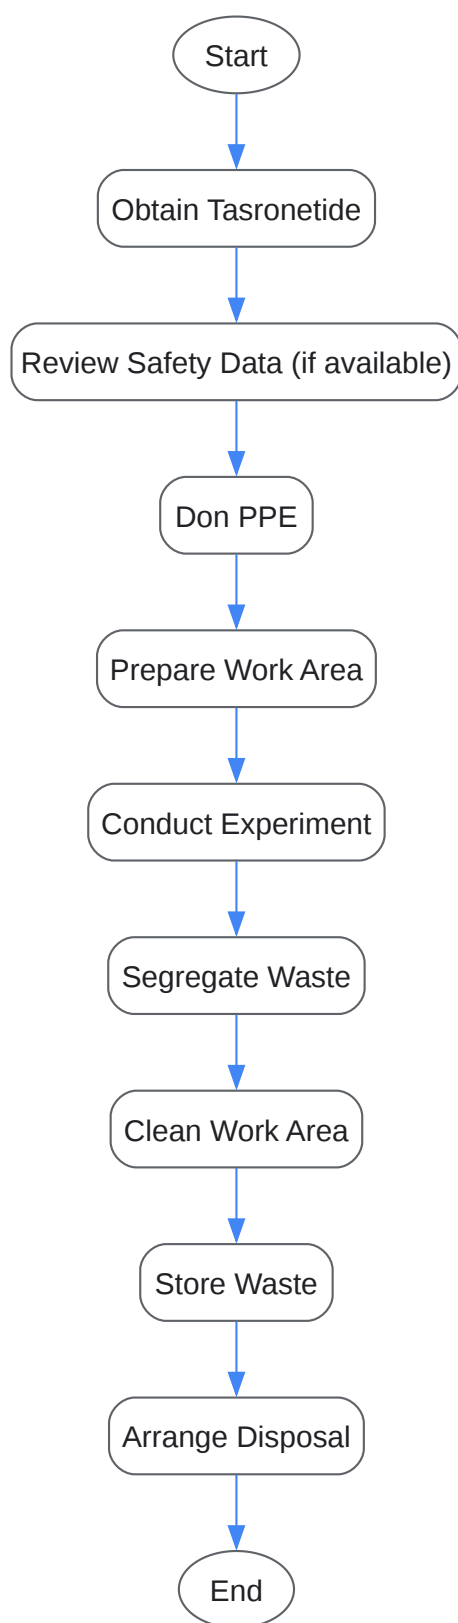 Start
Obtain Tasronetide
Review Safety Data (if available)
Don PPE
Prepare Work Area
Conduct Experiment
Segregate Waste
Clean Work Area
Store Waste
Arrange Disposal
End